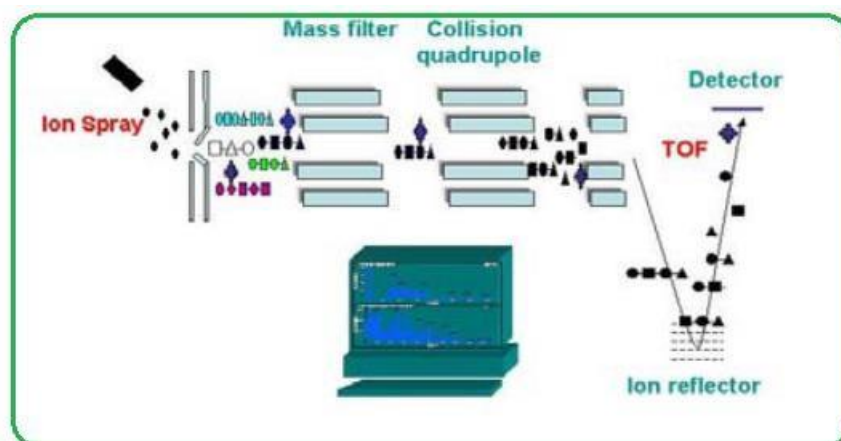 Mass filter
Collision
quadrupole
Detector
Ion Spray
TOF
Ion reflector